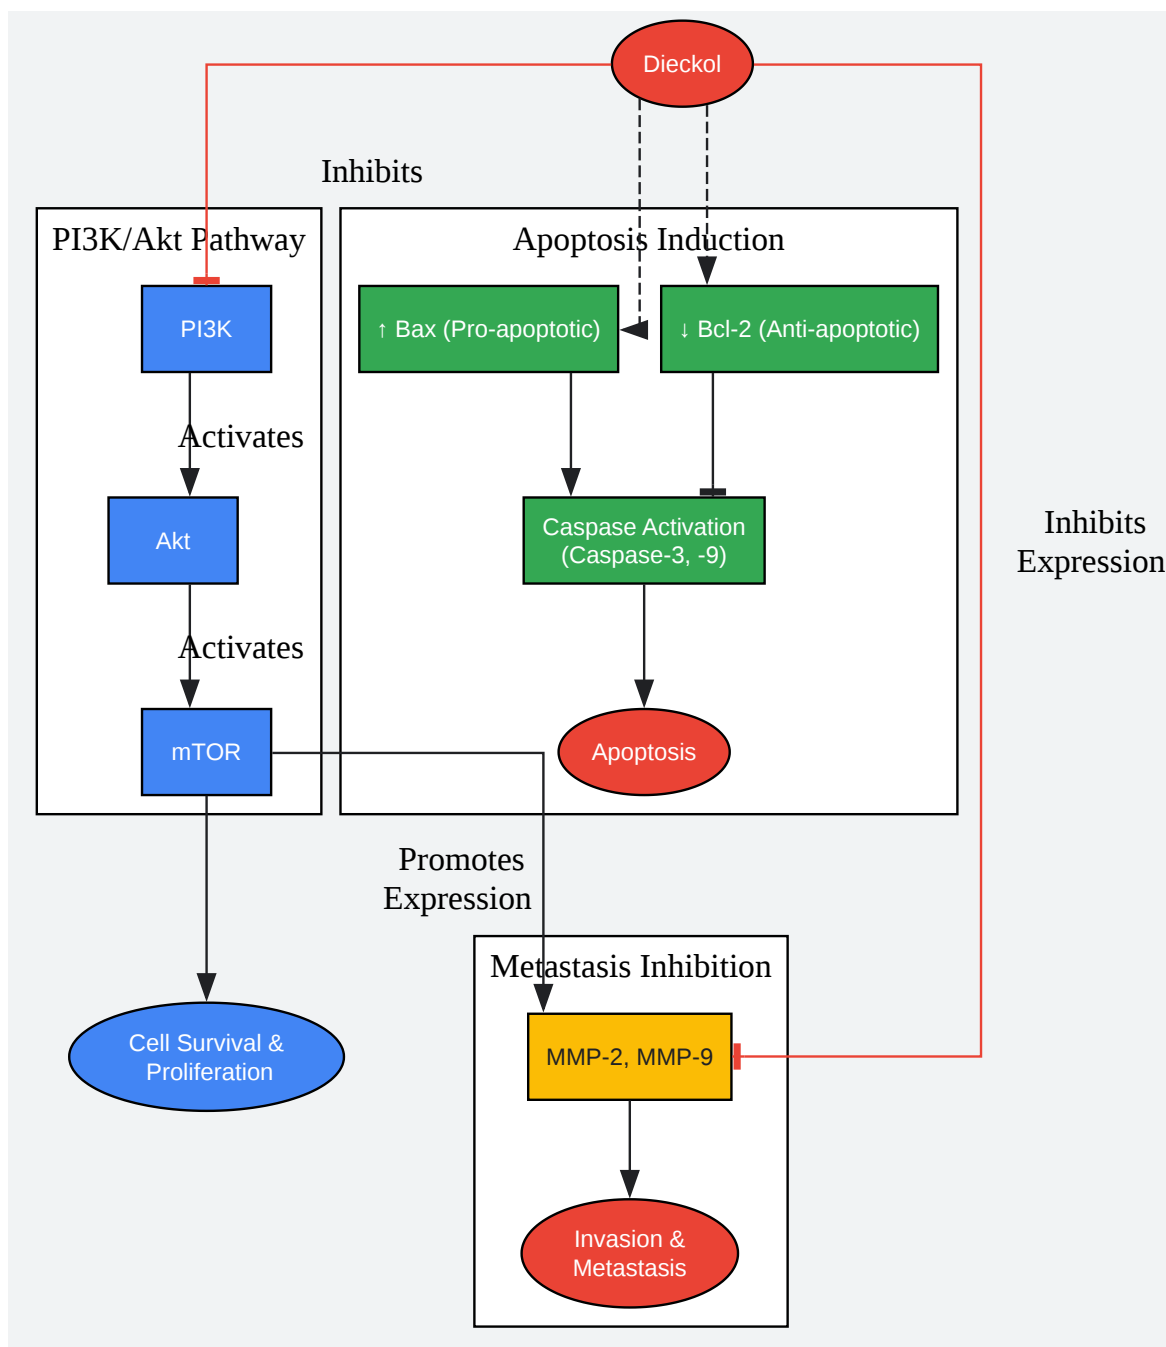 Dieckol
Inhibits
PI3K/Akt Pathway
Apoptosis Induction
PI3K
↑ Bax (Pro-apoptotic)
↓ Bcl-2 (Anti-apoptotic)
Activates
Akt
Caspase Activation
(Caspase-3, -9)
Inhibits
Expression
Activates
mTOR
Apoptosis
Promotes
Expression
Metastasis Inhibition
Cell Survival &
Proliferation
MMP-2, MMP-9
Invasion &
Metastasis